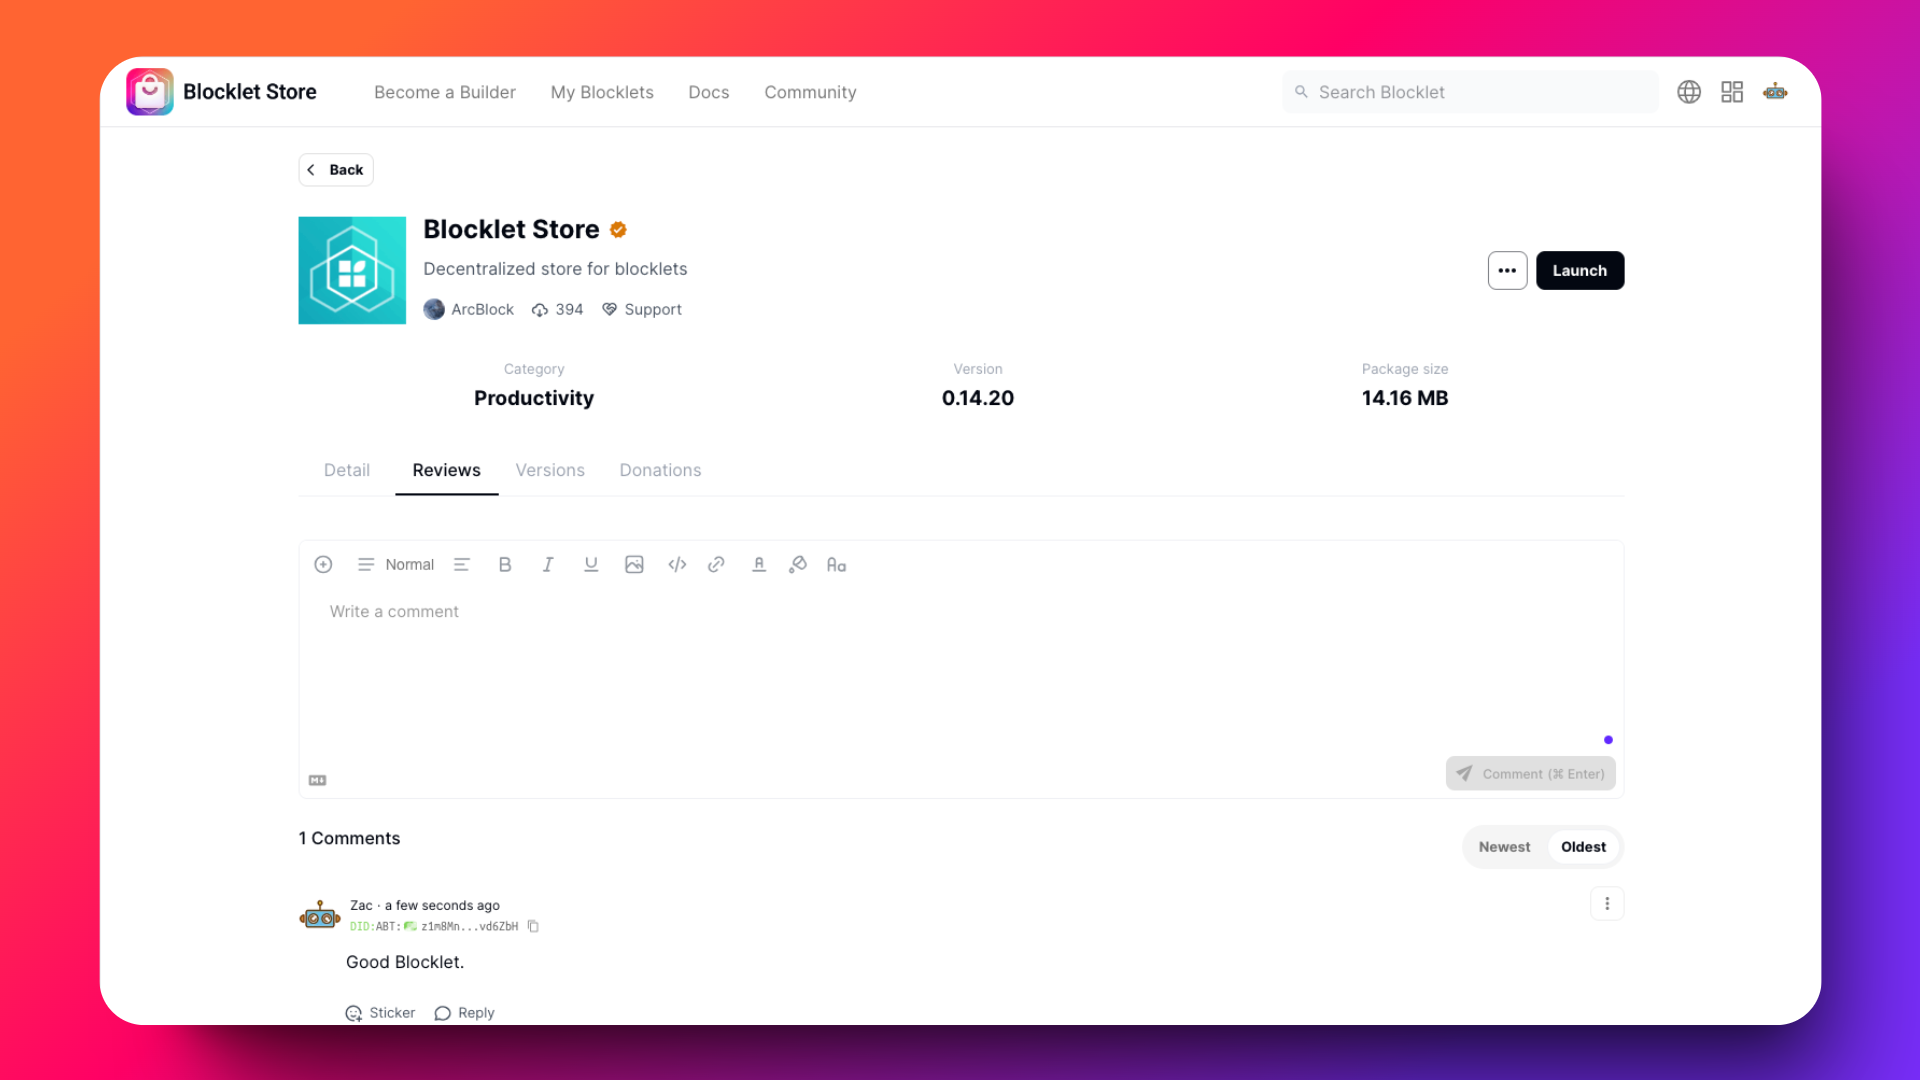 Blocklet Store
Become a Builder
My Blocklets
Docs
Community
Search Blocklet
Back
Blocklet Store
Decentralized store for blocklets
ArcBlock
394
Support
•••
Launch
Category
Productivity
Version
0.14.20
Package size
14.16 MB
Detail
Reviews
Versions
Donations
Normal
B
I
U
</>
A
Aa
Write a comment
M↓
Comment (⌘ Enter)
1 Comments
Newest
Oldest
Zac · a few seconds ago
DID:ABT: z1m8Mn...vd6ZbH
Good Blocklet.
Sticker
Reply